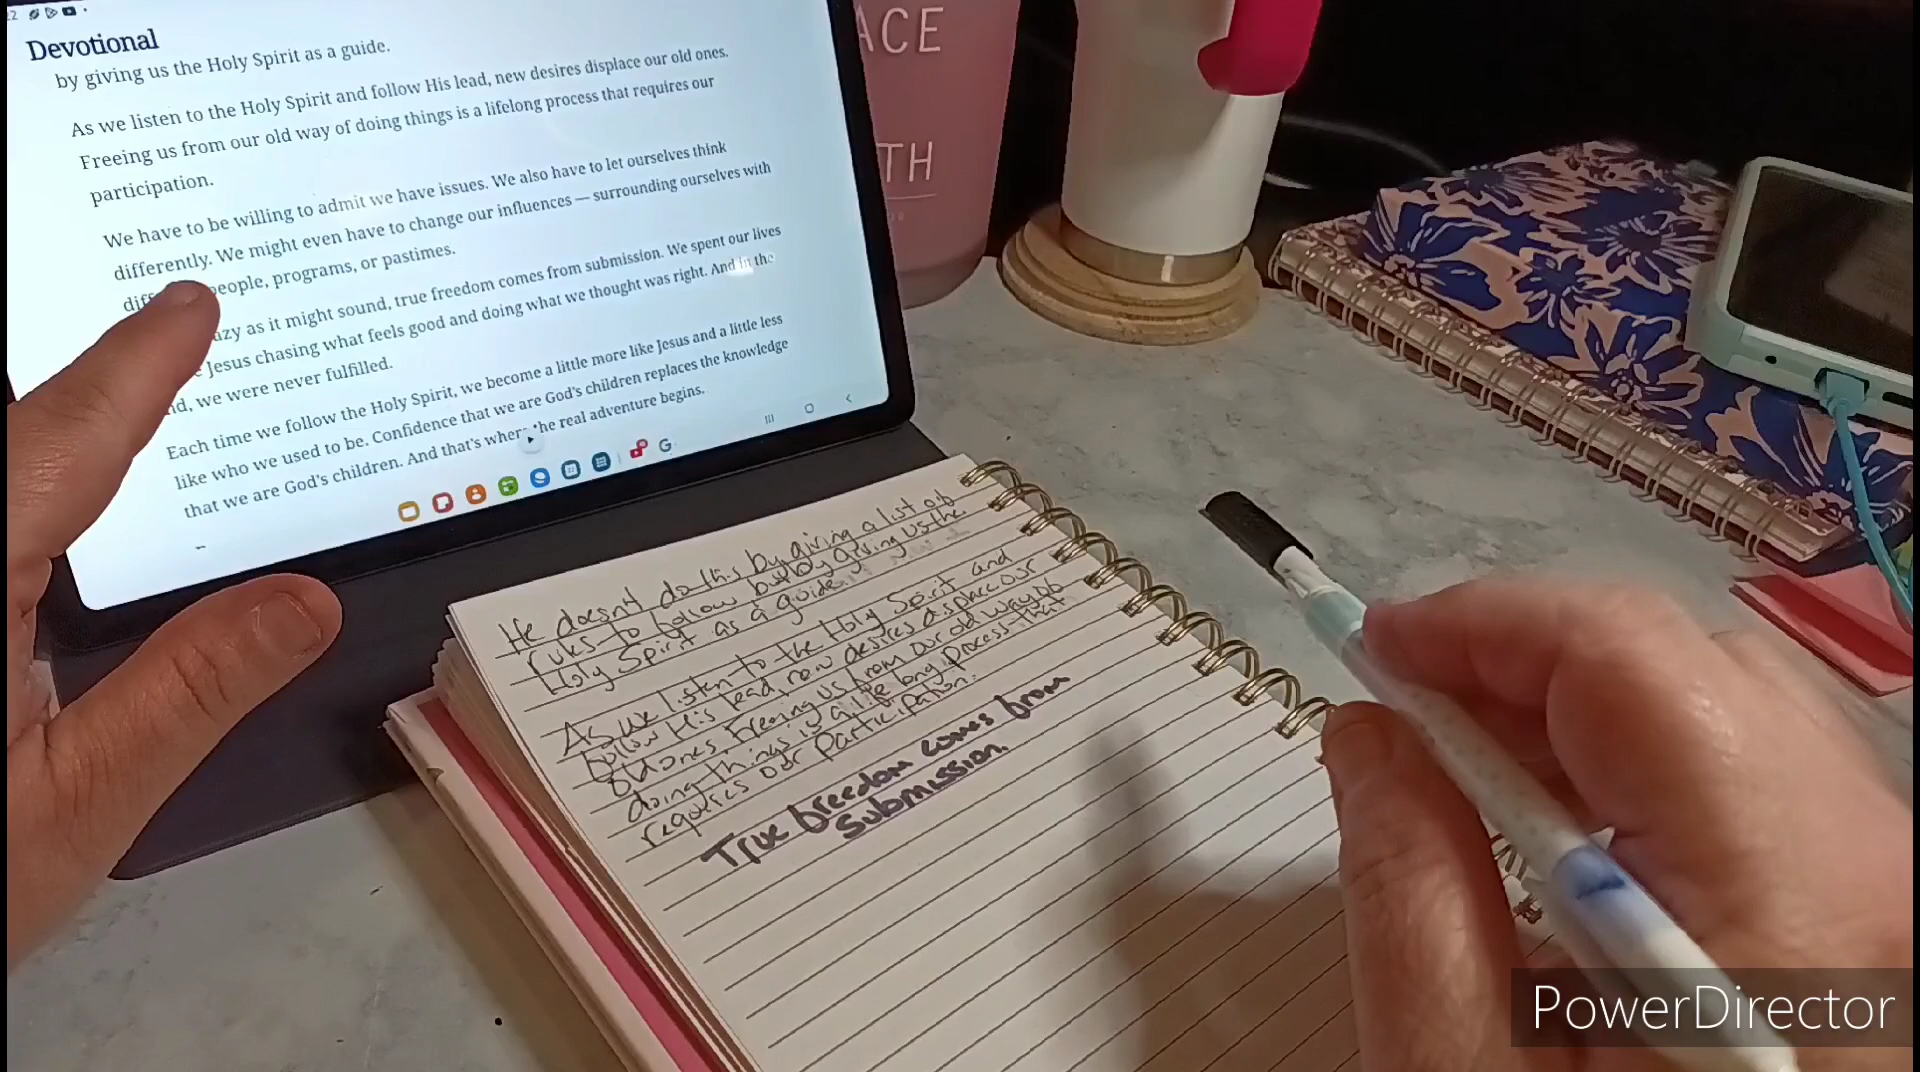 Devotional
by giving us the Holy Spirit as a guide.
As we listen to the Holy Spirit and follow His lead, new desires displace our old ones.
Freeing us from our old way of doing things is a lifelong process that requires our
participation.
We have to be willing to admit we have issues. We also have to let ourselves think
differently. We might even have to change our influences — surrounding ourselves with
people, programs, or pastimes.
as it might sound, true freedom comes from submission. We spent our lives
Jesus chasing what feels good and doing what we thought was right. And in the
we were never fulfilled.
Each time we follow the Holy Spirit, we become a little more like Jesus and a little less
like who we used to be. Confidence that we are God's children replaces the knowledge
that we are God's children. And that's where the real adventure begins.
He doesn't do this by giving a list of
rules to follow but by giving us the
Holy Spirit as a guide.
As we listen to the Holy Spirit and
follow His lead, new desires displace our
old ones. Freeing us from our old way of
doing things is a life long process that
requires our participation.
True freedom comes from
submission.
ACE
TH
PowerDirector